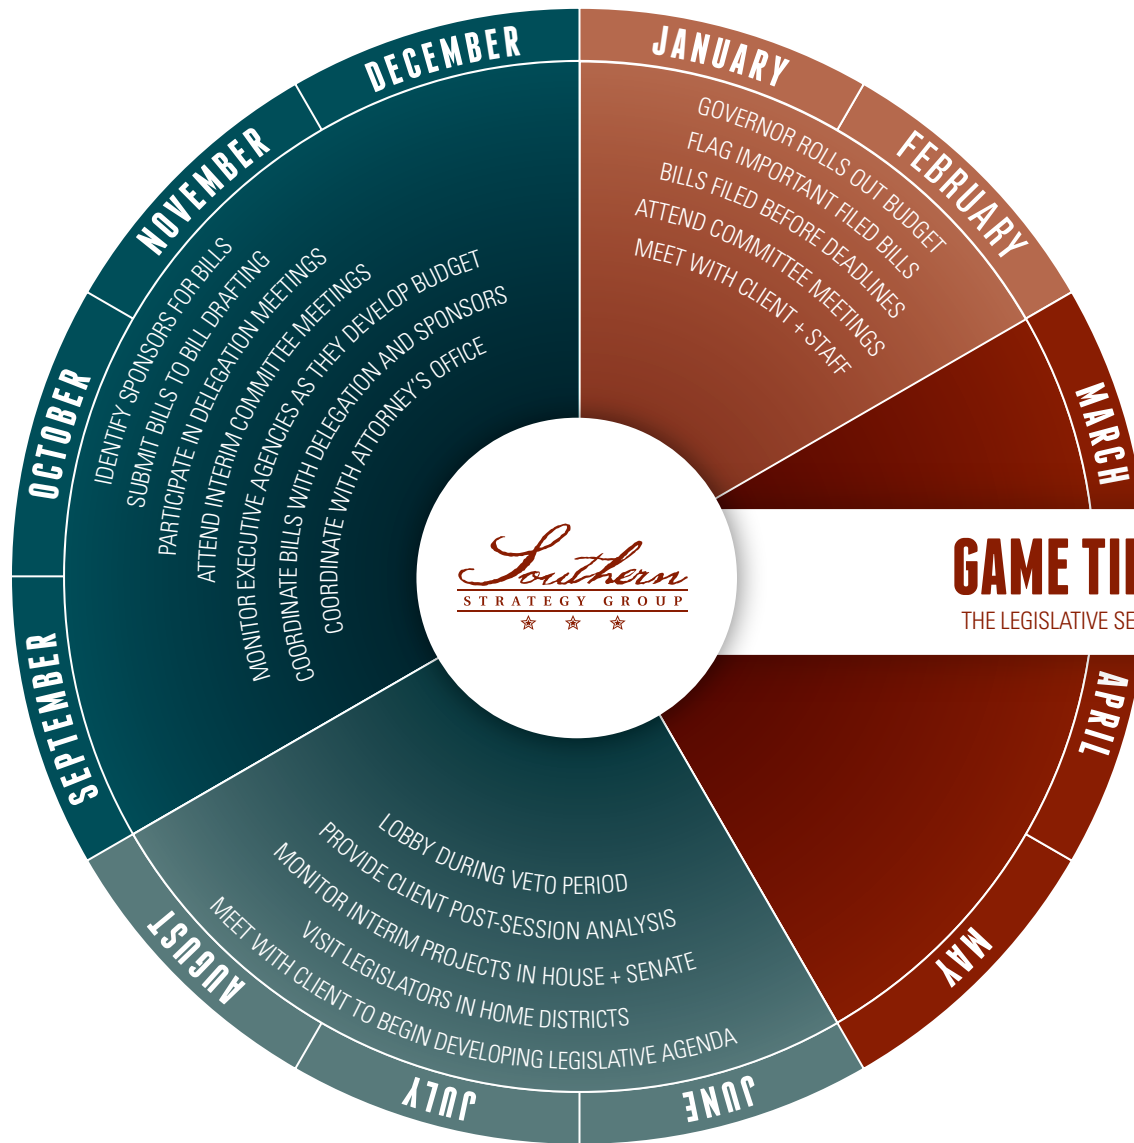 JANUARY
FEBRUARY
GOVERNOR ROLLS OUT BUDGET
FLAG IMPORTANT FILED BILLS
BILLS FILED BEFORE DEADLINES
ATTEND COMMITTEE MEETINGS
MEET WITH CLIENT + STAFF
MARCH
GAME
THE LEGISLATIVE
APRIL
MAY
JUNE
JULY
AUGUST
LOBBY DURING VETO PERIOD
PROVIDE CLIENT POST-SESSION ANALYSIS
MONITOR INTERIM PROJECTS IN HOUSE + SENATE
VISIT LEGISLATORS IN HOME DISTRICTS
MEET WITH CLIENT TO BEGIN DEVELOPING LEGISLATIVE AGENDA
SEPTEMBER
OCTOBER
NOVEMBER
DECEMBER
IDENTIFY SPONSORS FOR BILLS
SUBMIT BILLS TO BILL DRAFTING
PARTICIPATE IN DELEGATION MEETINGS
ATTEND INTERIM COMMITTEE MEETINGS
MONITOR EXECUTIVE AGENCIES AS THEY DEVELOP BUDGET
COORDINATE BILLS WITH DELEGATION AND SPONSORS
COORDINATE WITH ATTORNEY'S OFFICE
Southern
STRATEGY GROUP